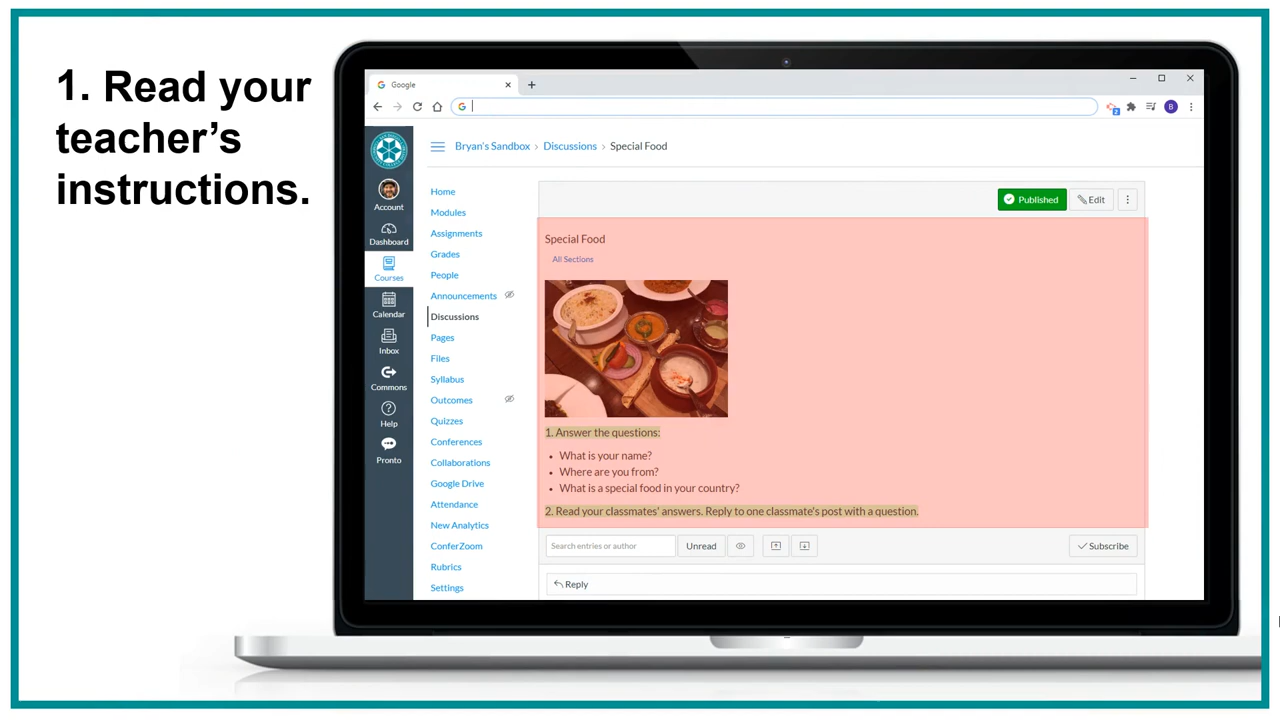 1. Read your
teacher's
instructions.
Google
B
Bryan's Sandbox › Discussions › Special Food
Account
Dashboard
Courses
Calendar
Inbox
Commons
Help
Pronto
Home
Modules
Assignments
Grades
People
Announcements
Discussions
Pages
Files
Syllabus
Outcomes
Quizzes
Conferences
Collaborations
Google Drive
Attendance
New Analytics
ConferZoom
Rubrics
Settings
Published
Edit
Special Food
All Sections
1. Answer the questions:
• What is your name?
• Where are you from?
• What is a special food in your country?
2. Read your classmates' answers. Reply to one classmate's post with a question.
Search entries or author
Unread
Subscribe
Reply